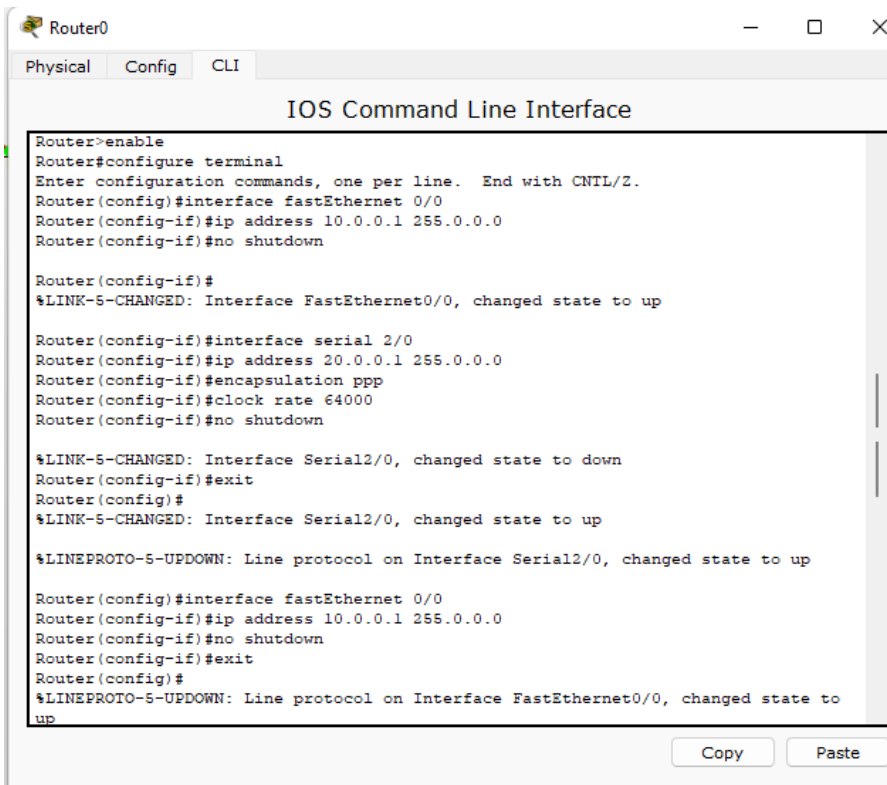 Router0
Physical Config CLI
IOS Command Line Interface
Router>enable
Router#configure terminal
Enter configuration commands, one per line.  End with CNTL/Z.
Router(config)#interface fastEthernet 0/0
Router(config-if)#ip address 10.0.0.1 255.0.0.0
Router(config-if)#no shutdown
Router(config-if)#
%LINK-5-CHANGED: Interface FastEthernet0/0, changed state to up
Router(config-if)#interface serial 2/0
Router(config-if)#ip address 20.0.0.1 255.0.0.0
Router(config-if)#encapsulation ppp
Router(config-if)#clock rate 64000
Router(config-if)#no shutdown
%LINK-5-CHANGED: Interface Serial2/0, changed state to down
Router(config-if)#exit
Router(config)#
%LINK-5-CHANGED: Interface Serial2/0, changed state to up
%LINEPROTO-5-UPDOWN: Line protocol on Interface Serial2/0, changed state to up
Router(config)#interface fastEthernet 0/0
Router(config-if)#ip address 10.0.0.1 255.0.0.0
Router(config-if)#no shutdown
Router(config-if)#exit
Router(config)#
%LINEPROTO-5-UPDOWN: Line protocol on Interface FastEthernet0/0, changed state to
up
Copy Paste